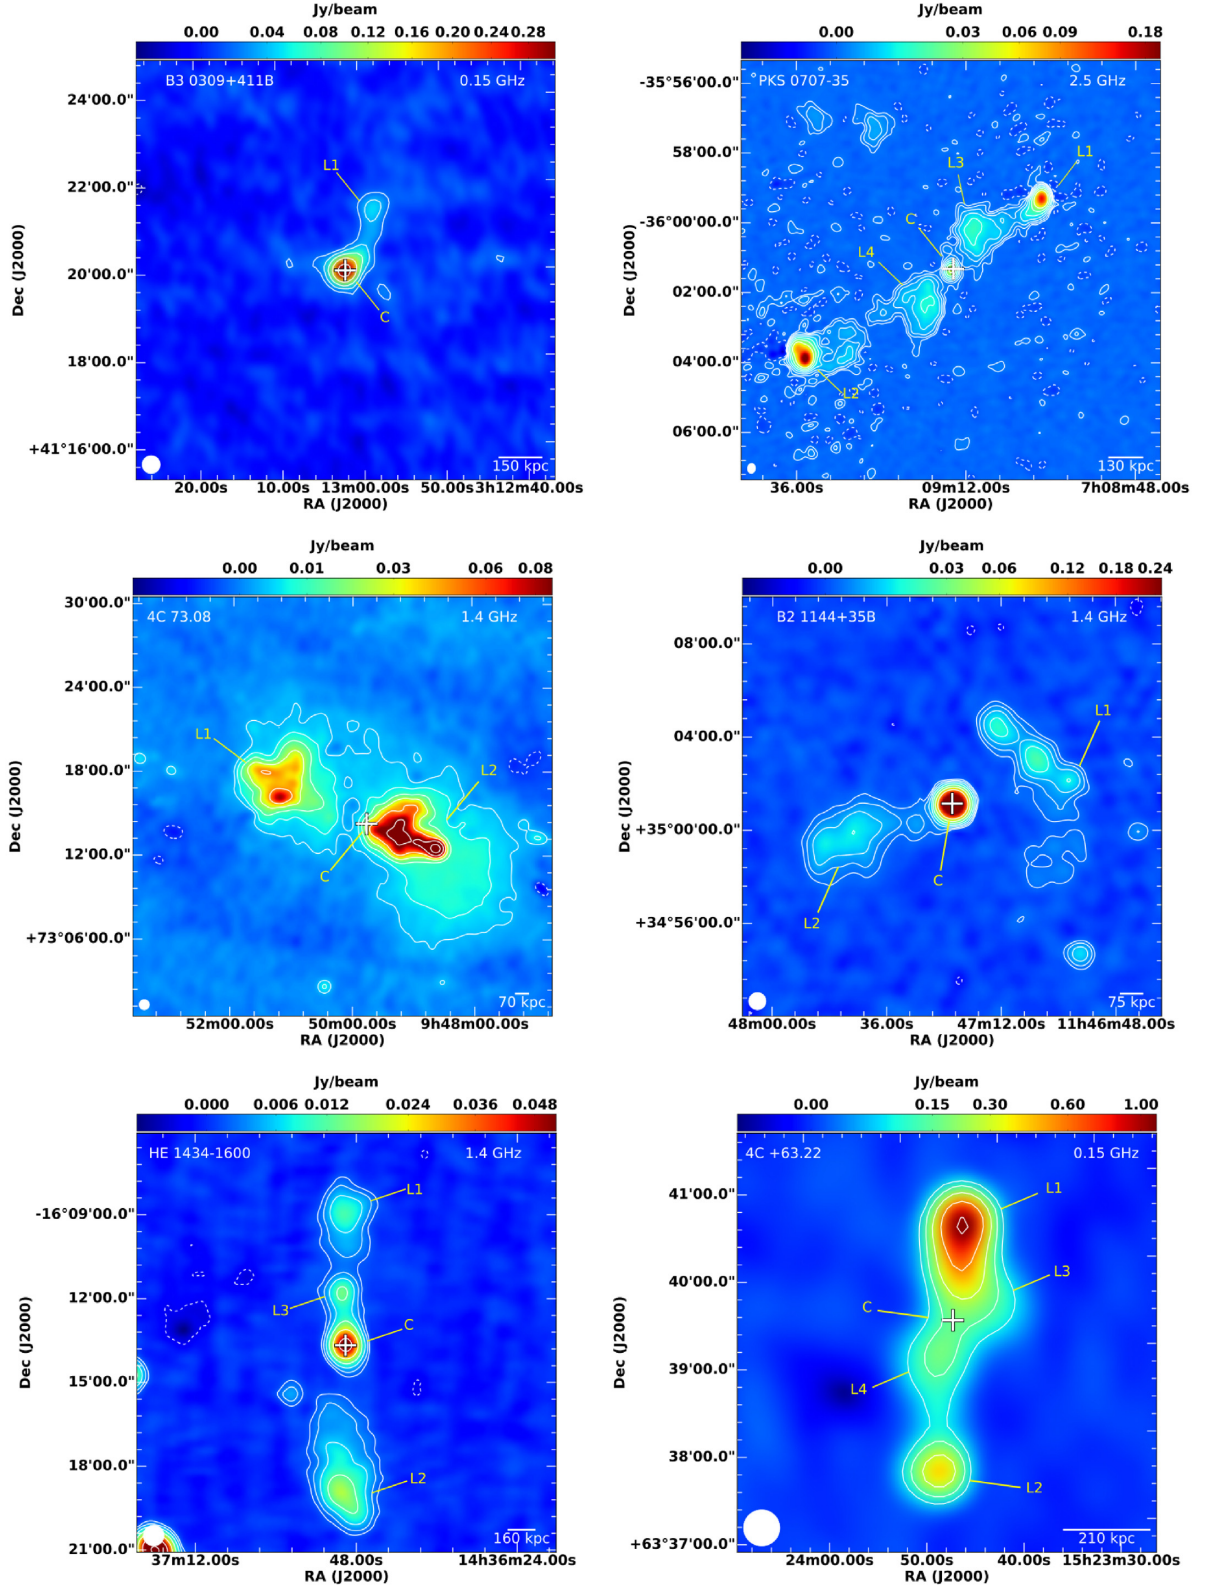 Jy/beam
0.00 0.04 0.08 0.12 0.16 0.20 0.24 0.28
B3 0309+411B 0.15 GHz
24'00.0"
22'00.0"
20'00.0"
18'00.0"
+41°16'00.0"
Dec (J2000)
L1
C
150 kpc
20.00s 10.00s 13m00.00s 50.00s 3h12m40.00s
RA (J2000)
Jy/beam
0.00 0.03 0.06 0.09 0.18
PKS 0707-35 2.5 GHz
-35°56'00.0"
58'00.0"
-36°00'00.0"
02'00.0"
04'00.0"
06'00.0"
Dec (J2000)
L1
L3
C
L4
L2
130 kpc
36.00s 09m12.00s 7h08m48.00s
RA (J2000)
Jy/beam
0.00 0.01 0.03 0.06 0.08
4C 73.08 1.4 GHz
30'00.0"
24'00.0"
18'00.0"
12'00.0"
+73°06'00.0"
Dec (J2000)
L1
L2
C
70 kpc
52m00.00s 50m00.00s 9h48m00.00s
RA (J2000)
Jy/beam
0.00 0.03 0.06 0.12 0.18 0.24
B2 1144+35B 1.4 GHz
08'00.0"
04'00.0"
+35°00'00.0"
+34°56'00.0"
Dec (J2000)
L1
C
L2
75 kpc
48m00.00s 36.00s 47m12.00s 11h46m48.00s
RA (J2000)
Jy/beam
0.000 0.006 0.012 0.024 0.036 0.048
HE 1434-1600 1.4 GHz
-16°09'00.0"
12'00.0"
15'00.0"
18'00.0"
21'00.0"
Dec (J2000)
L1
L3
C
L2
160 kpc
37m12.00s 48.00s 14h36m24.00s
RA (J2000)
Jy/beam
0.00 0.15 0.30 0.60 1.00
4C +63.22 0.15 GHz
41'00.0"
40'00.0"
39'00.0"
38'00.0"
+63°37'00.0"
Dec (J2000)
L1
L3
C
L4
L2
210 kpc
24m00.00s 50.00s 40.00s 15h23m30.00s
RA (J2000)